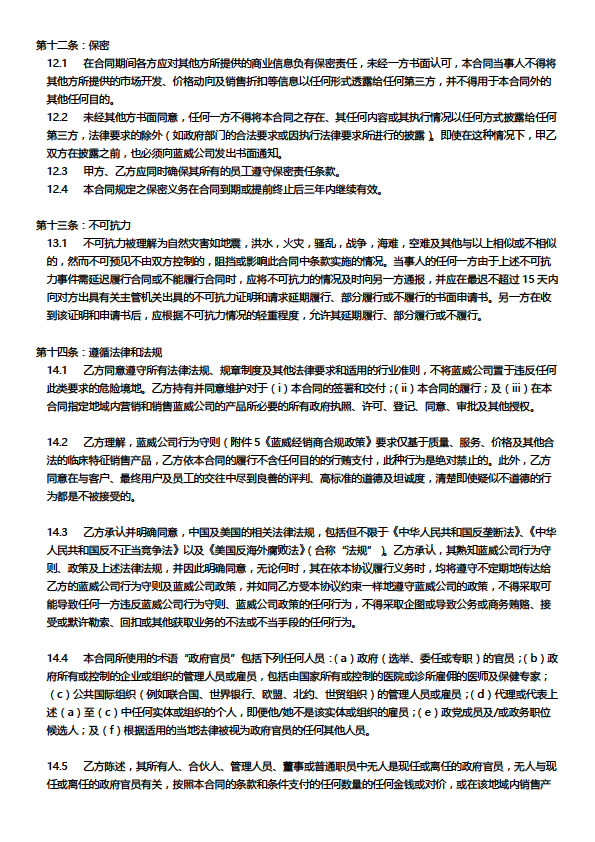 第十二条：保密
12.1 在合同期间各方应对其他方所提供的商业信息负有保密责任，未经一方书面认可，本合同当事人不得将
其他方所提供的市场开发、价格动向及销售折扣等信息以任何形式透露给任何第三方，并不得用于本合同外的
其他任何目的。
12.2 未经其他方书面同意，任何一方不得将本合同之存在、其任何内容或其执行情况以任何方式披露给任何
第三方，法律要求的除外（如政府部门的合法要求或因执行法律要求所进行的披露）。即使在这种情况下，甲乙
双方在披露之前，也必须向蓝威公司发出书面通知。
12.3 甲方、乙方应同时确保其所有的员工遵守保密责任条款。
12.4 本合同规定之保密义务在合同到期或提前终止后三年内继续有效。
第十三条：不可抗力
13.1 不可抗力被理解为自然灾害如地震，洪水，火灾，骚乱，战争，海难，空难及其他与以上相似或不相似
的，然而不可预见不由双方控制的，阻挡或影响此合同中条款实施的情况。当事人的任何一方由于上述不可抗
力事件需延迟履行合同或不能履行合同时，应将不可抗力的情况及时向另一方通报，并应在最迟不超过 15 天内
向对方出具有关主管机关出具的不可抗力证明和请求延期履行、部分履行或不履行的书面申请书。另一方在收
到该证明和申请书后，应根据不可抗力情况的轻重程度，允许其延期履行、部分履行或不履行。
第十四条：遵循法律和法规
14.1 乙方同意遵守所有法律法规、规章制度及其他法律要求和适用的行业准则，不将蓝威公司置于违反任何
此类要求的危险境地。乙方持有并同意维护对于（i）本合同的签署和交付；（ii）本合同的履行；及（iii）在本
合同指定地域内营销和销售蓝威公司的产品所必要的所有政府执照、许可、登记、同意、审批及其他授权。
14.2 乙方理解，蓝威公司行为守则（附件 5《蓝威经销商合规政策》要求仅基于质量、服务、价格及其他合
法的临床特征销售产品，乙方依本合同的履行不含任何目的的行贿支付，此种行为是绝对禁止的。此外，乙方
同意在与客户、最终用户及员工的交往中尽到良善的评判、高标准的道德及坦诚度，清楚即使疑似不道德的行
为都是不被接受的。
14.3 乙方承认并明确同意，中国及美国的相关法律法规，包括但不限于《中华人民共和国反垄断法》、《中华
人民共和国反不正当竞争法》以及《美国反海外腐败法》（合称“法规”）。乙方承认，其熟知蓝威公司行为守
则、政策及上述法律法规，并因此明确同意，无论何时，其在依本协议履行义务时，均将遵守不定期地传达给
乙方的蓝威公司行为守则及蓝威公司政策，并如同乙方受本协议约束一样地遵守蓝威公司的政策，不得采取可
能导致任何一方违反蓝威公司行为守则、蓝威公司政策的任何行为，不得采取企图或导致公务或商务贿赂、接
受或默许勒索、回扣或其他获取业务的不法或不当手段的任何行为。
14.4 本合同所使用的术语“政府官员”包括下列任何人员：（a）政府（选举、委任或专职）的官员；（b）政
府所有或控制的企业或组织的管理人员或雇员，包括由国家所有或控制的医院或诊所雇佣的医师及保健专家；
（c）公共国际组织（例如联合国、世界银行、欧盟、北约、世贸组织）的管理人员或雇员；（d）代理或代表上
述（a）至（c）中任何实体或组织的个人，即便他/她不是该实体或组织的雇员；（e）政党成员及/或政务职位
候选人；及（f）根据适用的当地法律被视为政府官员的任何其他人员。
14.5 乙方陈述，其所有人、合伙人、管理人员、董事或普通职员中无人是现任或离任的政府官员，无人与现
任或离任的政府官员有关，按照本合同的条款和条件支付的任何数量的任何金钱或对价，或在该地域内销售产